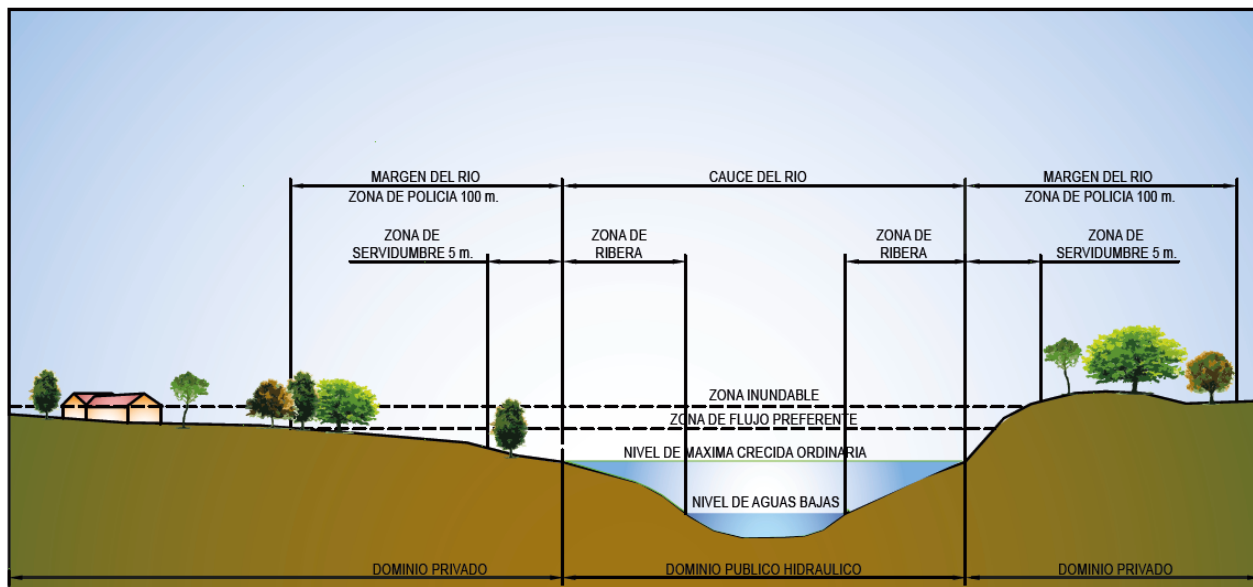 MARGEN DEL RIO
ZONA DE POLICIA 100 m.
CAUCE DEL RIO
MARGEN DEL RIO
ZONA DE POLICIA 100 m.
ZONA DE
SERVIDUMBRE 5 m.
ZONA DE
RIBERA
ZONA DE
RIBERA
ZONA DE
SERVIDUMBRE 5 m.
ZONA INUNDABLE
ZONA DE FLUJO PREFERENTE
NIVEL DE MAXIMA CRECIDA ORDINARIA
NIVEL DE AGUAS BAJAS
DOMINIO PRIVADO
DOMINIO PUBLICO HIDRAULICO
DOMINIO PRIVADO